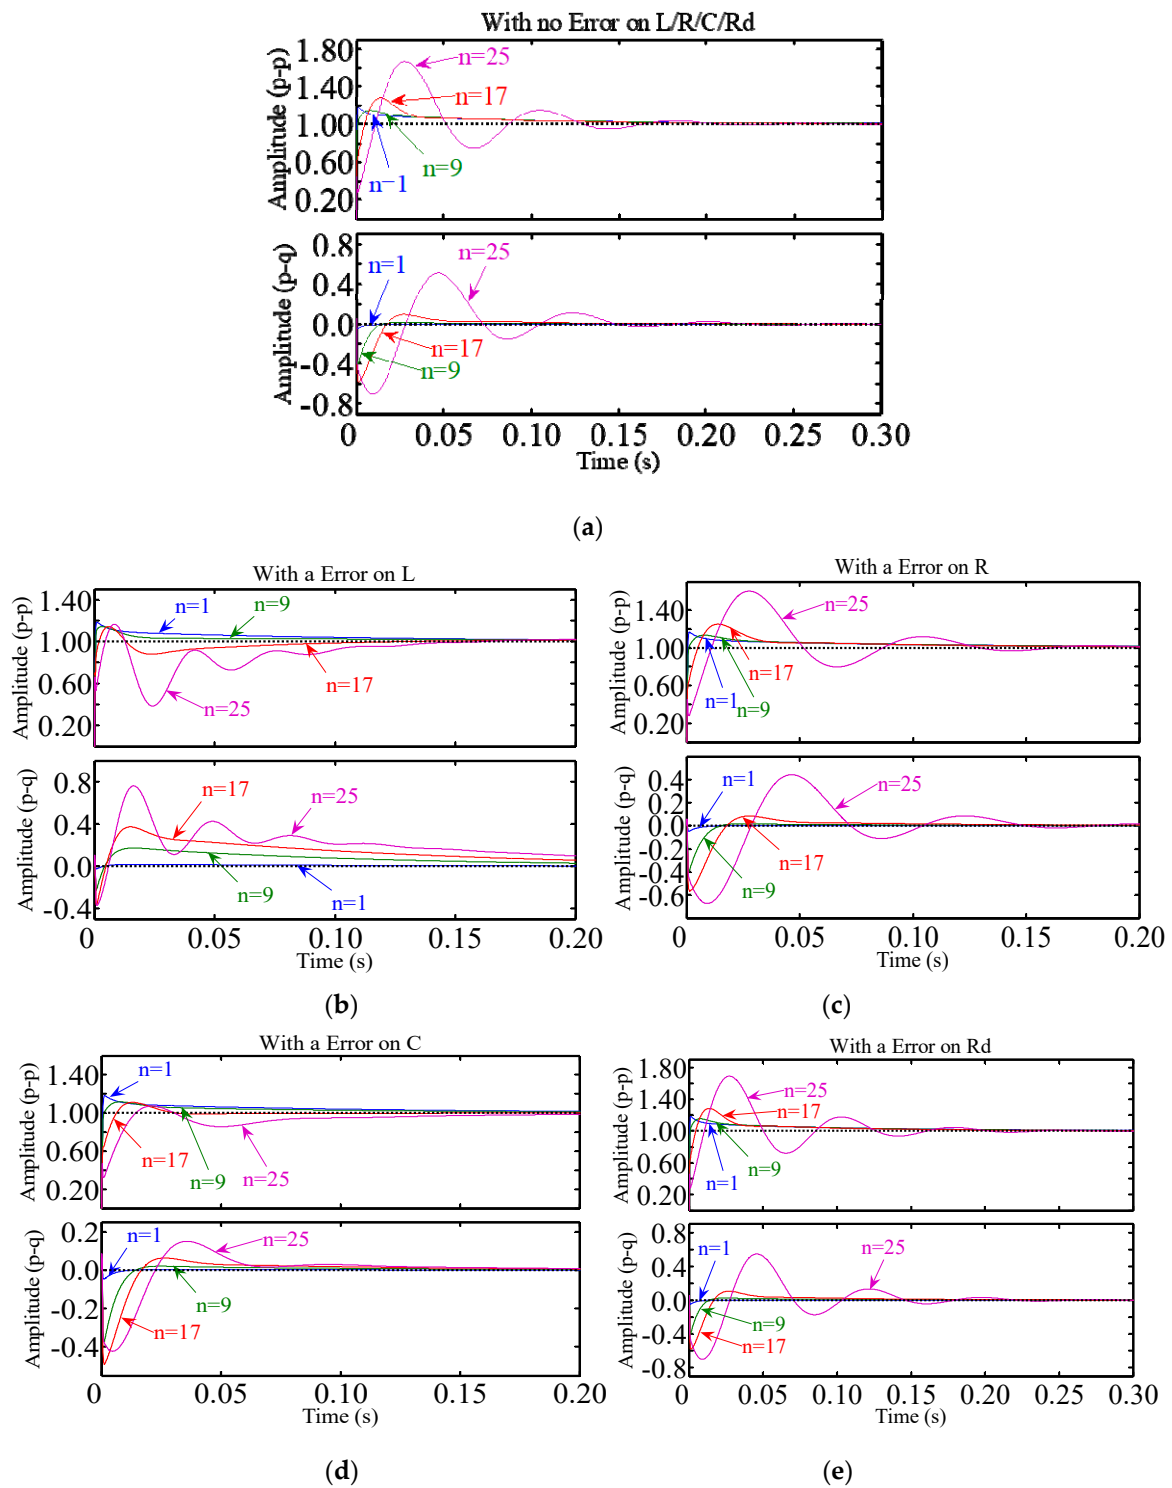 With no Error on L/R/C/Rd
Amplitude (p-p)
1.80
1.40
1.00
0.60
0.20
n=25
n=17
n=9
n=1
Amplitude (p-q)
0.8
0.4
0.0
-0.4
-0.8
n=1
n=25
n=17
n=9
0 0.05 0.10 0.15 0.20 0.25 0.30
Time (s)
(a)
With a Error on L
Amplitude (p-p)
1.40
1.00
0.60
0.20
n=1
n=9
n=17
n=25
Amplitude (p-q)
0.8
0.4
0.0
-0.4
n=17
n=25
n=9
n=1
0 0.05 0.10 0.15 0.20
Time (s)
(b)
With a Error on R
Amplitude (p-p)
1.40
1.00
0.60
0.20
n=25
n=17
n=1
n=9
Amplitude (p-q)
0.4
0.2
0.0
-0.2
-0.4
-0.6
n=1
n=25
n=17
n=9
0 0.05 0.10 0.15 0.20
Time (s)
(c)
With a Error on C
Amplitude (p-p)
1.40
1.00
0.60
0.20
n=1
n=17
n=9
n=25
Amplitude (p-q)
0.2
0.0
-0.2
-0.4
n=1
n=25
n=9
n=17
0 0.05 0.10 0.15 0.20
Time (s)
(d)
With a Error on Rd
Amplitude (p-p)
1.80
1.40
1.00
0.60
0.20
n=25
n=17
n=9
n=1
Amplitude (p-q)
0.8
0.4
0.0
-0.4
-0.8
n=1
n=25
n=9
n=17
0 0.05 0.10 0.15 0.20 0.25 0.30
Time (s)
(e)